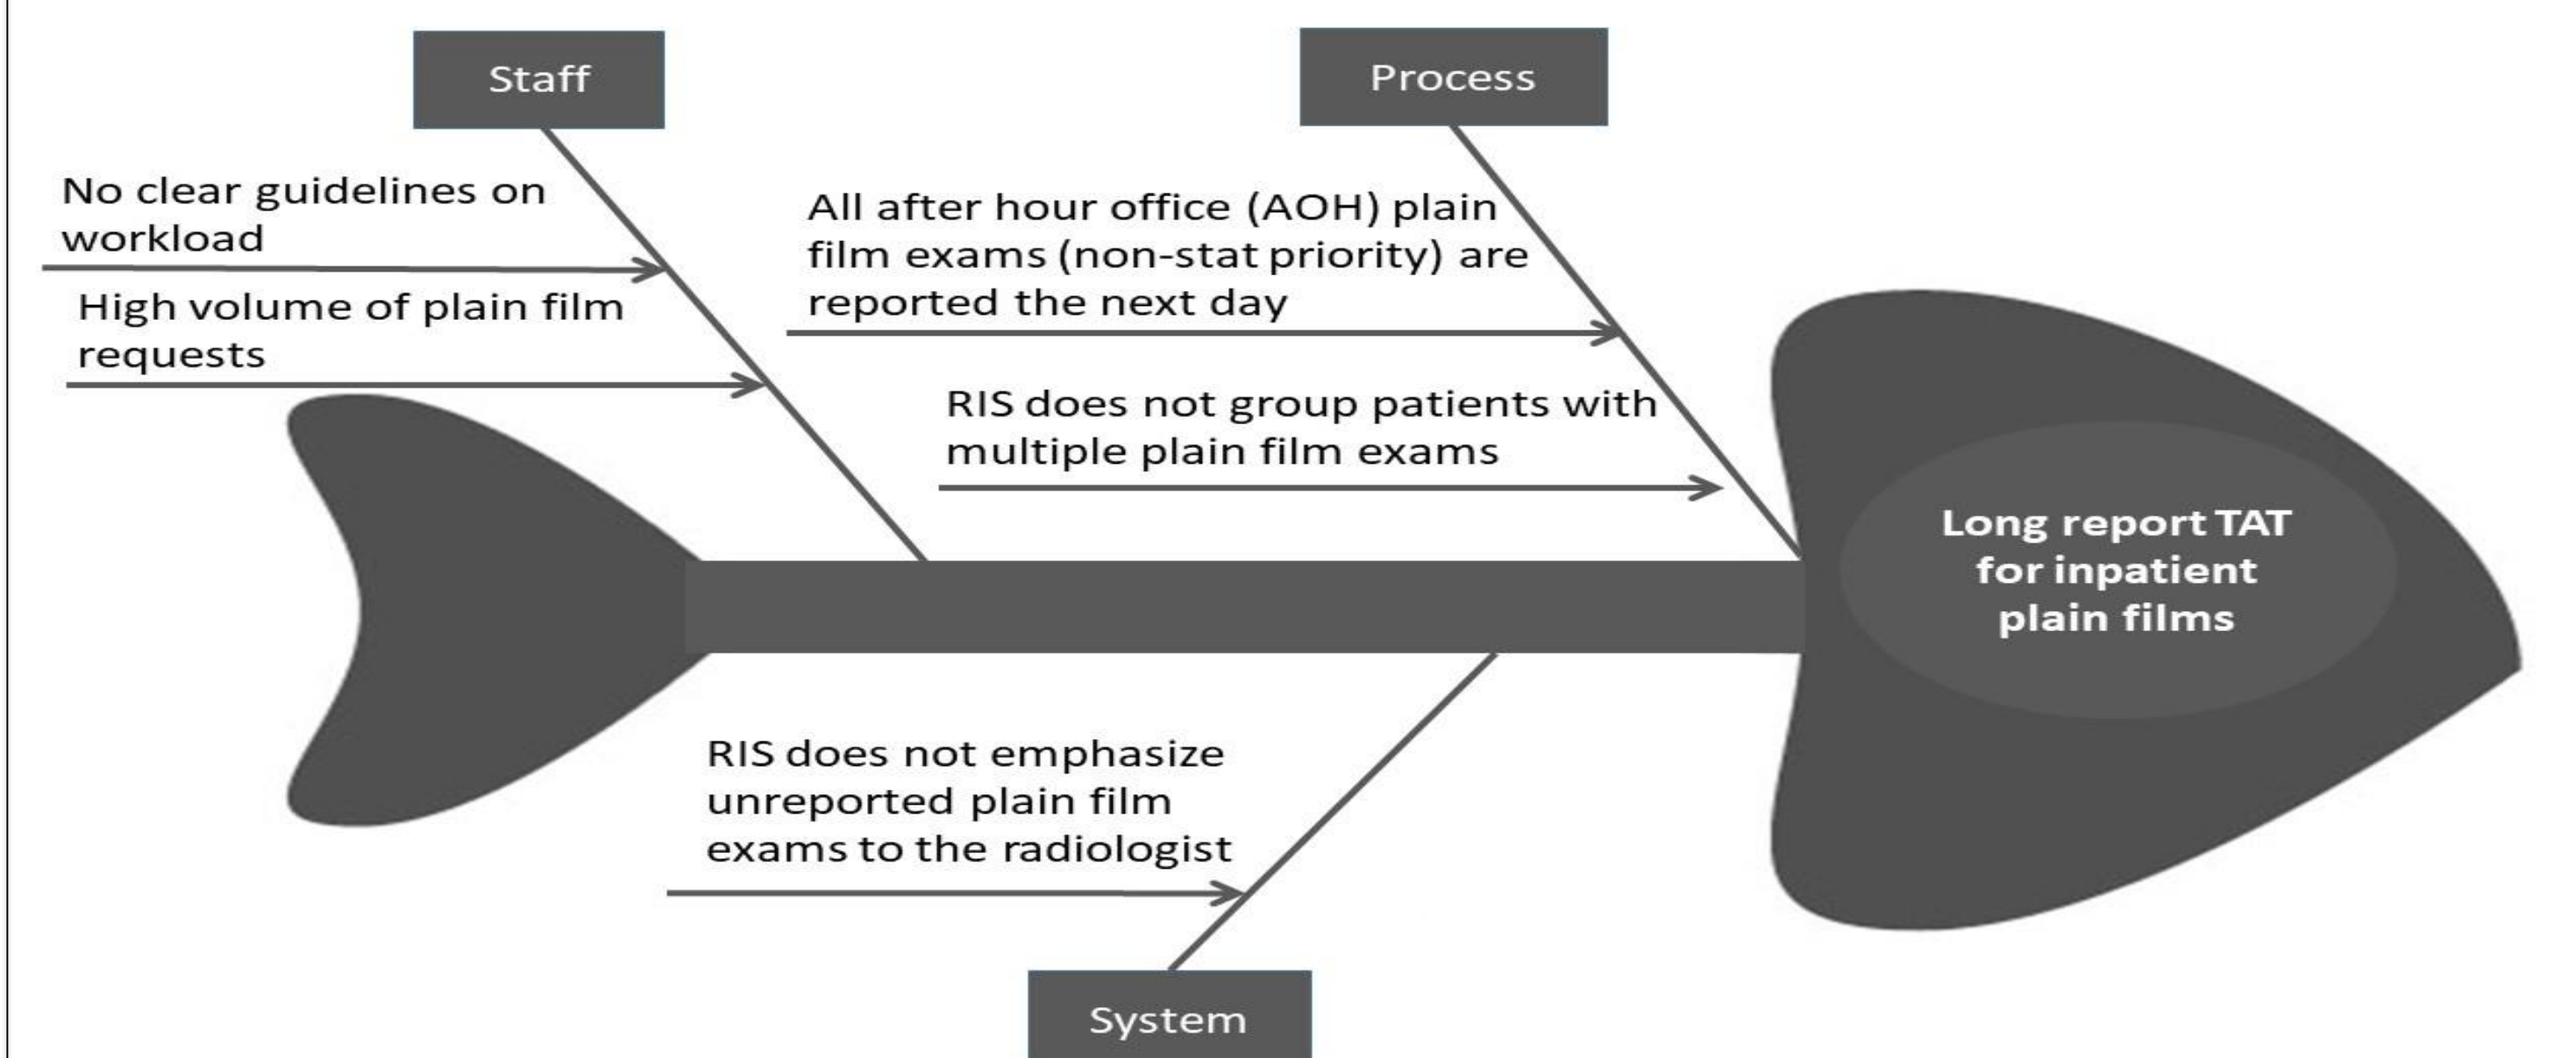 Staff
Process
No clear guidelines on
workload
High volume of plain film
requests
All after hour office (AOH) plain
film exams (non-stat priority) are
reported the next day
RIS does not group patients with
multiple plain film exams
Long report TAT
for inpatient
plain films
RIS does not emphasize
unreported plain film
exams to the radiologist
System